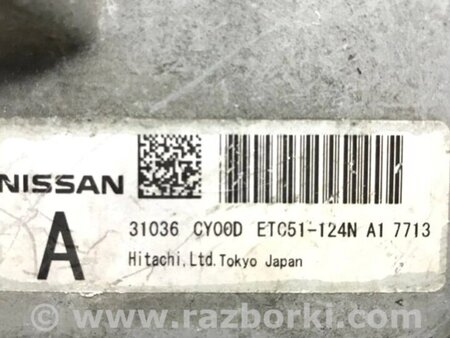 NISSAN
A
31036 CY00D ETC51-124N A1 7713
Hitachi,Ltd.Tokyo Japan
© www.razborki.com